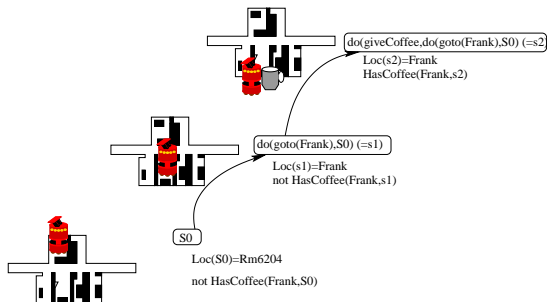 do(giveCoffee,do(goto(Frank),S0) (=s2
Loc(s2)=Frank
HasCoffee(Frank,s2)
do(goto(Frank),S0) (=s1)
Loc(s1)=Frank
not HasCoffee(Frank,s1)
S0
Loc(S0)=Rm6204
not HasCoffee(Frank,S0)